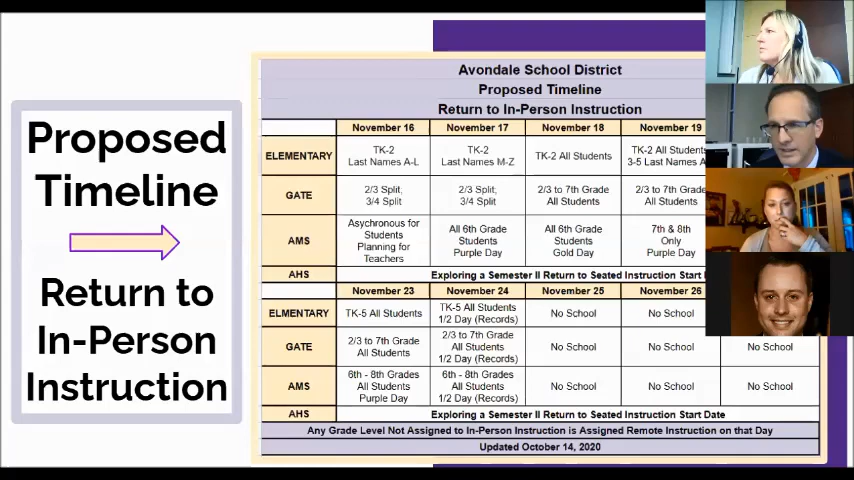 Proposed
Timeline
Return to
In-Person
Instruction
Avondale School District
Proposed Timeline
Return to In-Person Instruction
November 16 November 17 November 18 November 19
ELEMENTARY
TK-2
Last Names A-L
TK-2
Last Names M-Z
TK-2 All Students
TK-2 All Students
3-5 Last Names A
GATE
2/3 Split;
3/4 Split
2/3 Split;
3/4 Split
2/3 to 7th Grade
All Students
2/3 to 7th Grade
All Students
AMS
Asychronous for
Students
Planning for
Teachers
All 6th Grade
Students
Purple Day
All 6th Grade
Students
Gold Day
7th & 8th
Only
Purple Day
AHS Exploring a Semester II Return to Seated Instruction Start
November 23 November 24 November 25 November 26
ELMENTARY
TK-5 All Students
TK-5 All Students
1/2 Day (Records)
No School
No School
GATE
2/3 to 7th Grade
All Students
2/3 to 7th Grade
All Students
1/2 Day (Records)
No School
No School
No School
AMS
6th - 8th Grades
All Students
Purple Day
6th - 8th Grades
All Students
1/2 Day (Records)
No School
No School
No School
AHS Exploring a Semester II Return to Seated Instruction Start Date
Any Grade Level Not Assigned to In-Person Instruction is Assigned Remote Instruction on that Day
Updated October 14, 2020